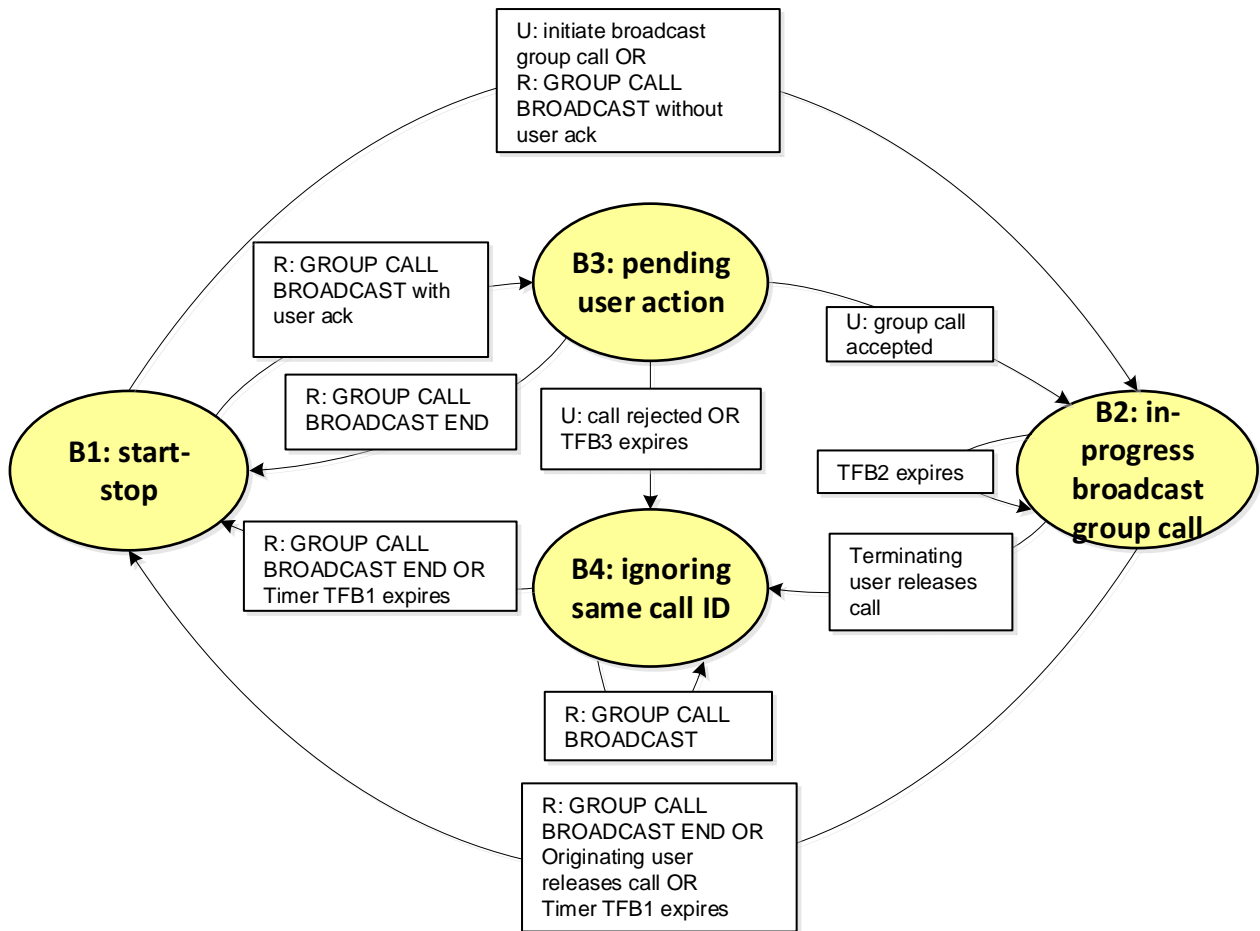 U: initiate broadcast
group call OR
R: GROUP CALL
BROADCAST without
user ack
B3: pending
user action
R: GROUP CALL
BROADCAST with
user ack
U: group call
accepted
R: GROUP CALL
BROADCAST END
U: call rejected OR
TFB3 expires
B1: start-
stop
B2: in-
progress
broadcast
group call
TFB2 expires
R: GROUP CALL
BROADCAST END OR
Timer TFB1 expires
B4: ignoring
same call ID
Terminating
user releases
call
R: GROUP CALL
BROADCAST
R: GROUP CALL
BROADCAST END OR
Originating user
releases call OR
Timer TFB1 expires